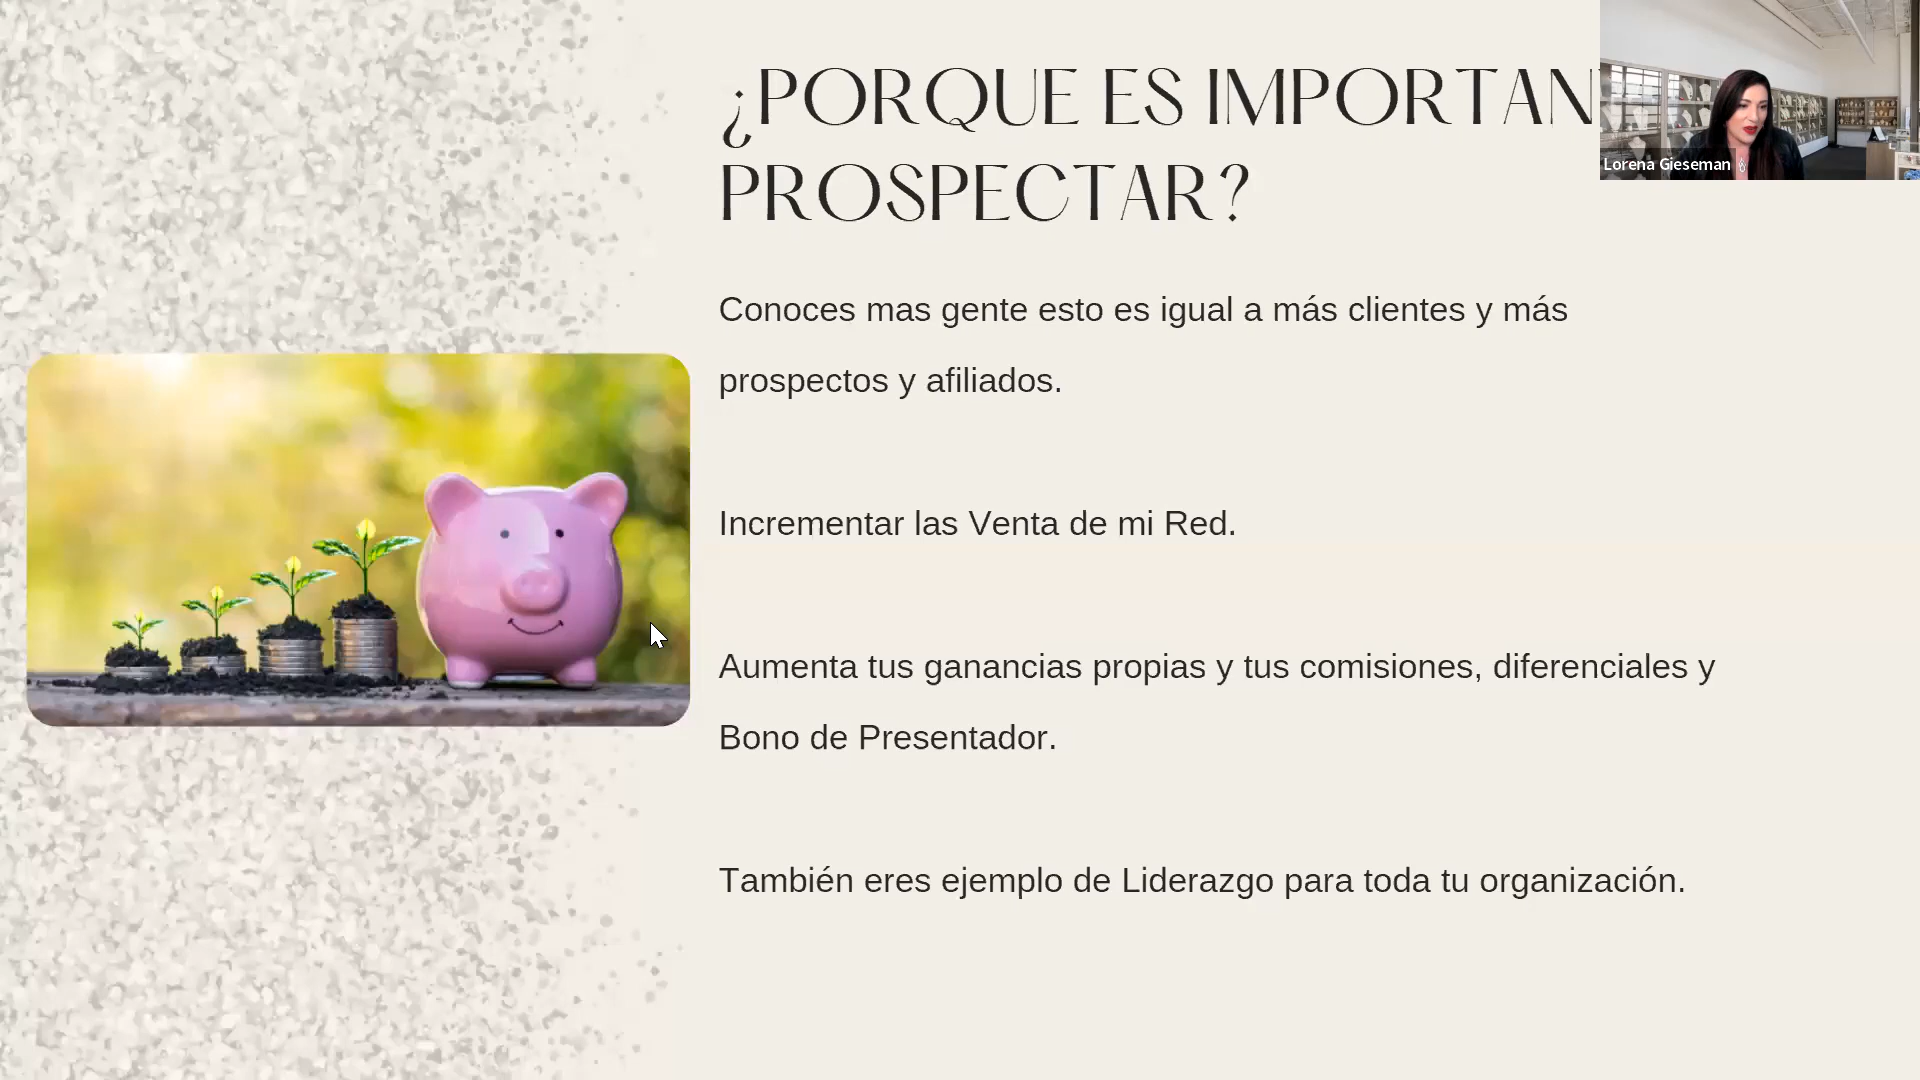 ¿PORQUE ES IMPORTAN
PROSPECTAR?
Lorena Gieseman
Conoces mas gente esto es igual a más clientes y más
prospectos y afiliados.
Incrementar las Venta de mi Red.
Aumenta tus ganancias propias y tus comisiones, diferenciales y
Bono de Presentador.
También eres ejemplo de Liderazgo para toda tu organización.